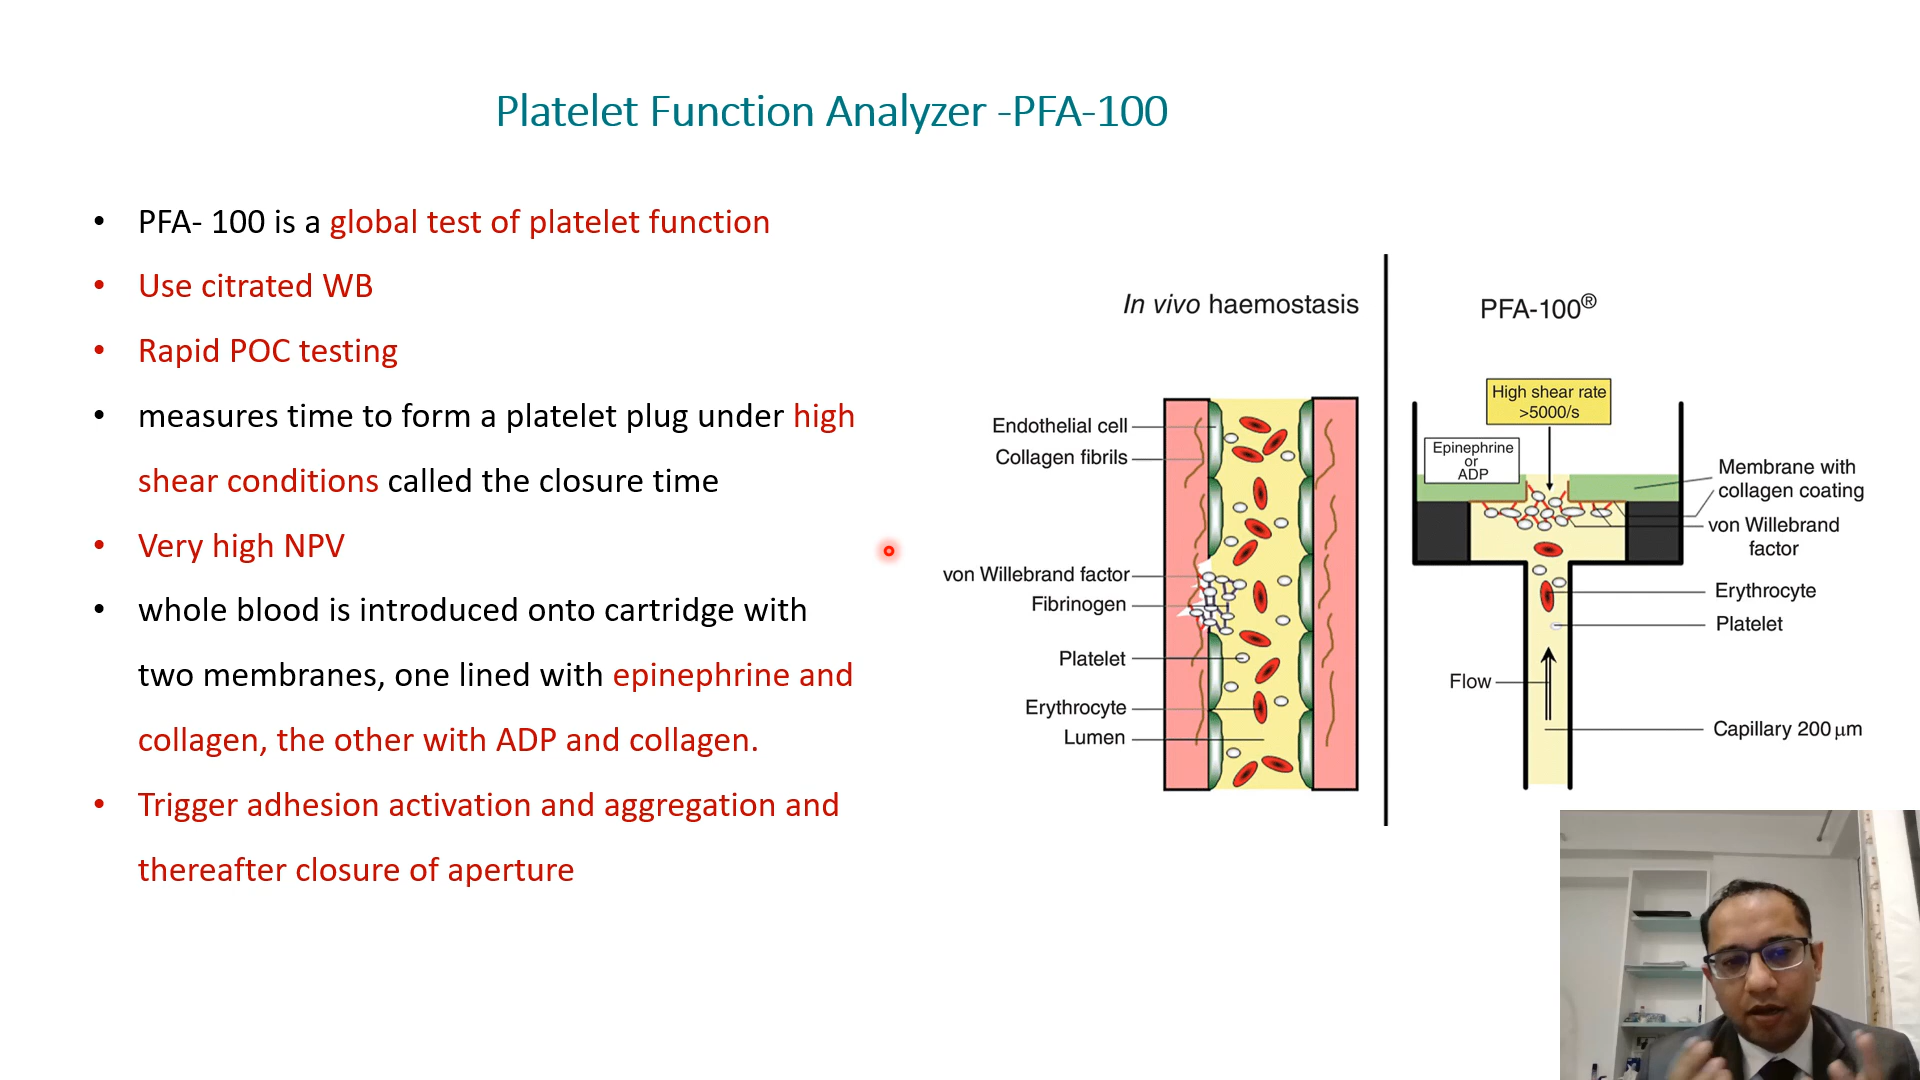 Platelet Function Analyzer -PFA-100
• PFA- 100 is a global test of platelet function
• Use citrated WB
• Rapid POC testing
• measures time to form a platelet plug under high
shear conditions called the closure time
• Very high NPV
• whole blood is introduced onto cartridge with
two membranes, one lined with epinephrine and
collagen, the other with ADP and collagen.
• Trigger adhesion activation and aggregation and
thereafter closure of aperture
In vivo haemostasis
Endothelial cell
Collagen fibrils
von Willebrand factor
Fibrinogen
Platelet
Erythrocyte
Lumen
PFA-100®
High shear rate
>5000/s
Epinephrine
or
ADP
Membrane with
collagen coating
von Willebrand
factor
Erythrocyte
Platelet
Flow
Capillary 200 μm